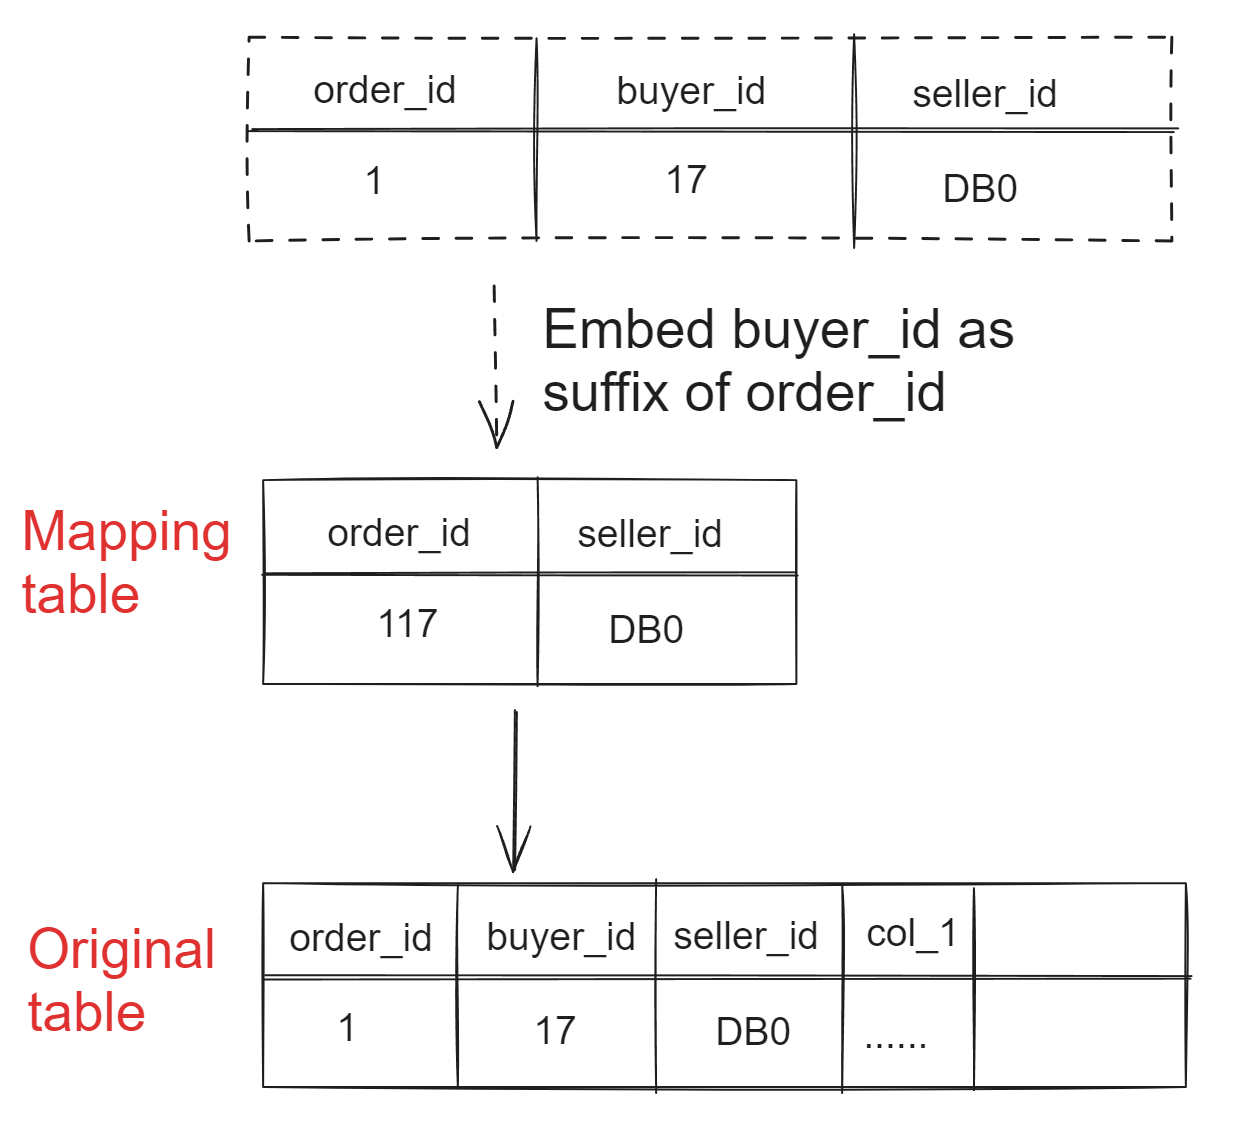 order_id buyer_id seller_id
1 17 DB0
Embed buyer_id as
suffix of order_id
Mapping
table
order_id seller_id
117 DB0
Original
table
order_id buyer_id seller_id col_1
1 17 DB0 ......